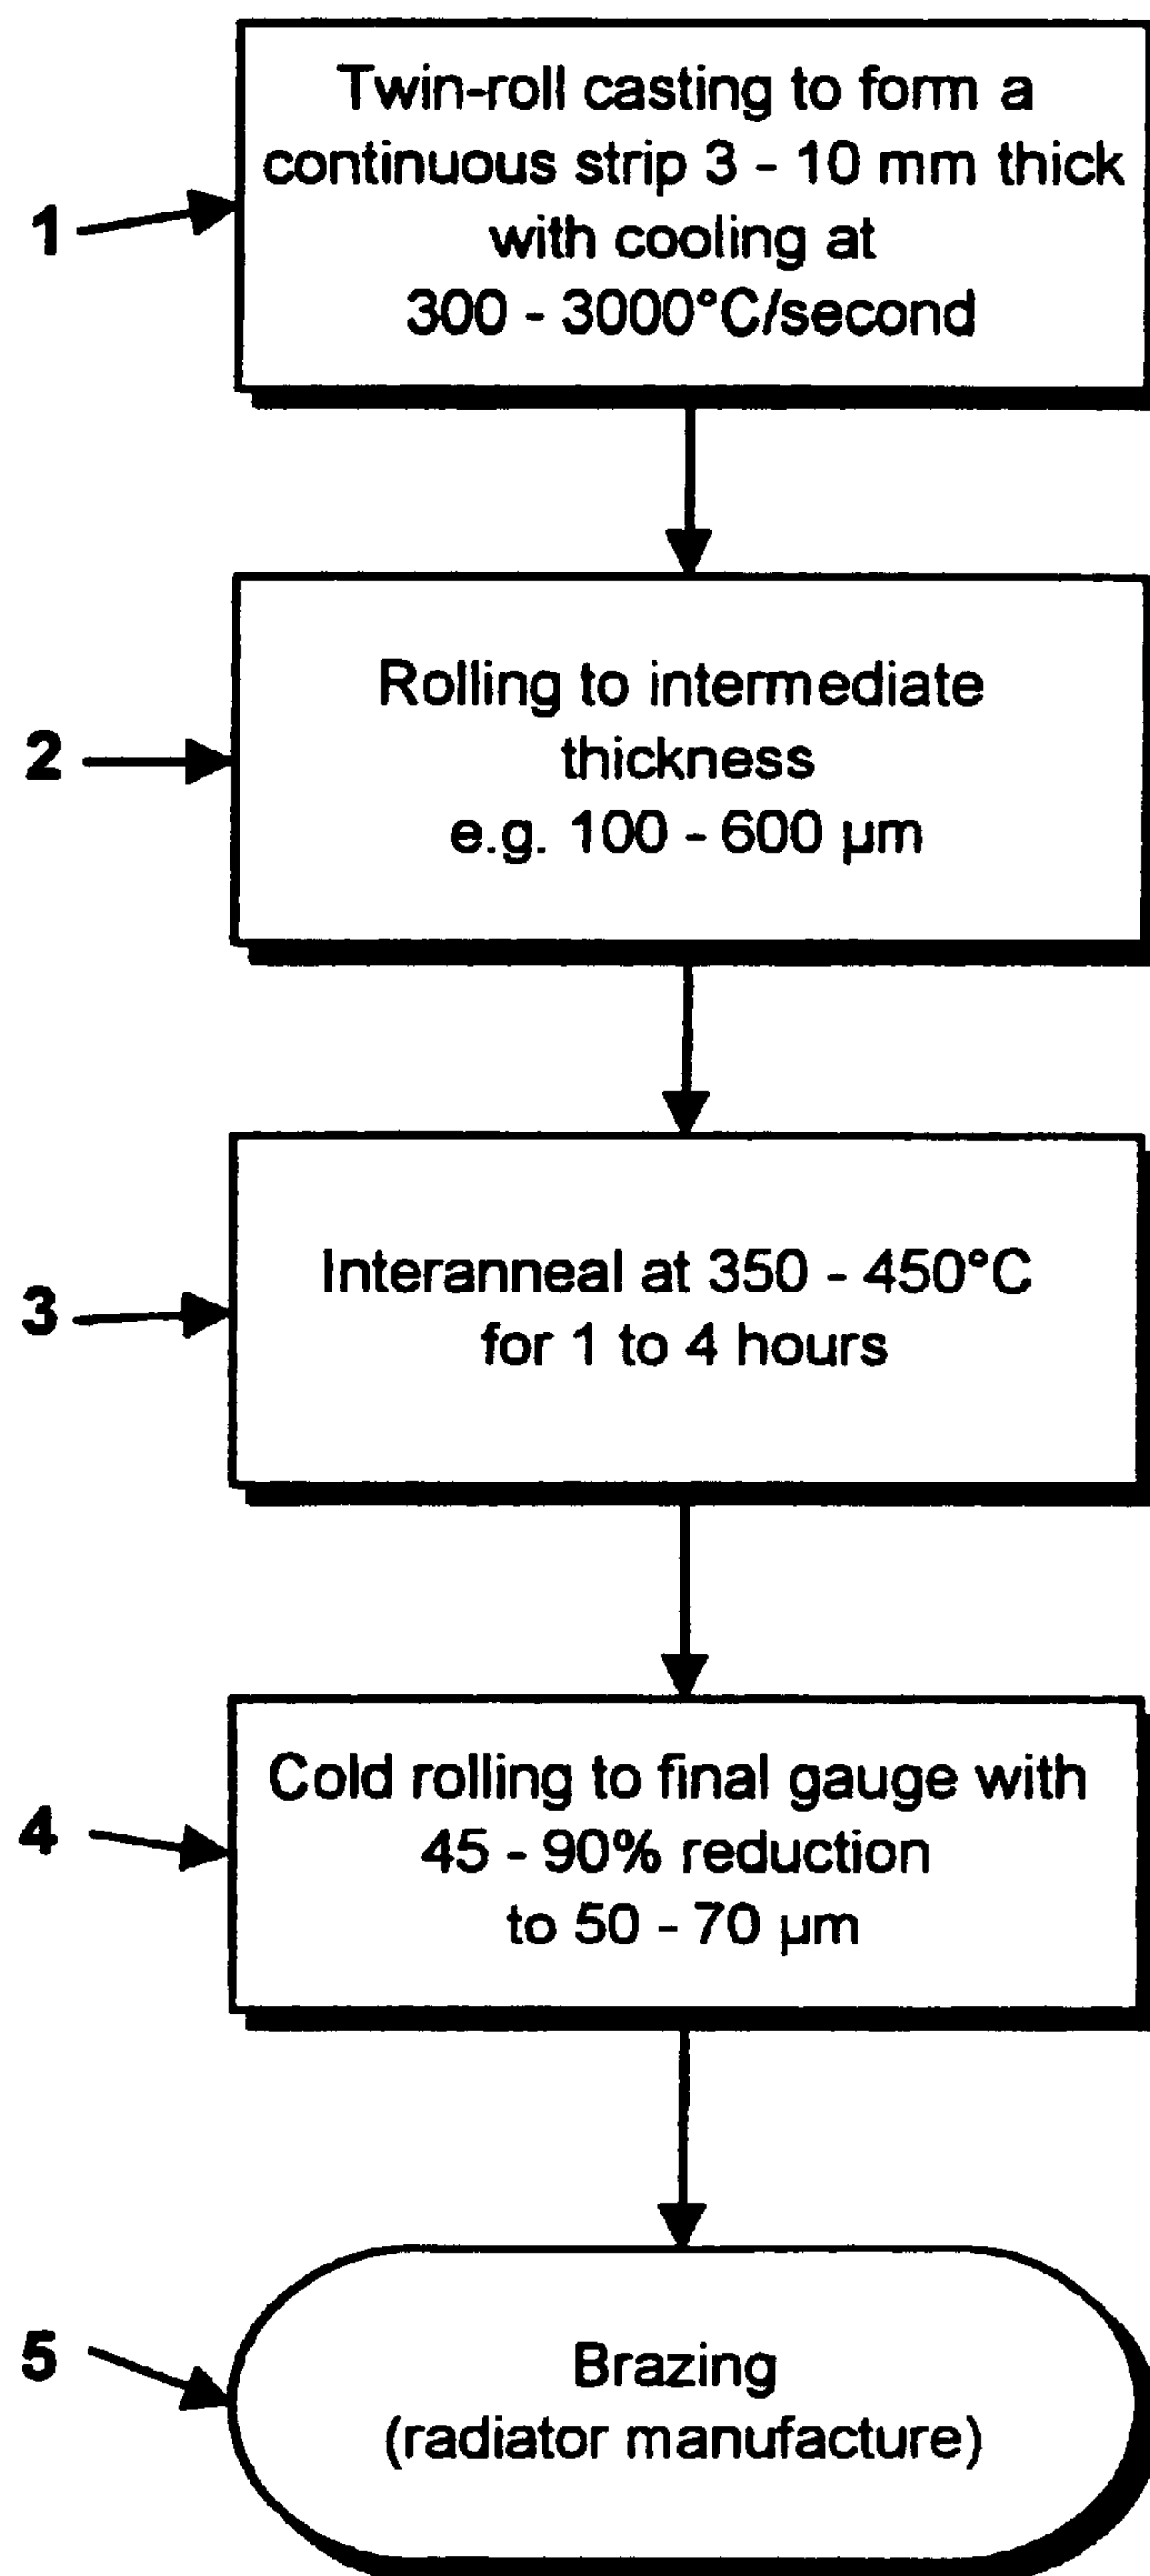 1
Twin-roll casting to form a
continuous strip 3 - 10 mm thick
with cooling at
300 - 3000°C/second
2
Rolling to intermediate
thickness
e.g. 100 - 600 µm
3
Interanneal at 350 - 450°C
for 1 to 4 hours
4
Cold rolling to final gauge with
45 - 90% reduction
to 50 - 70 µm
5
Brazing
(radiator manufacture)